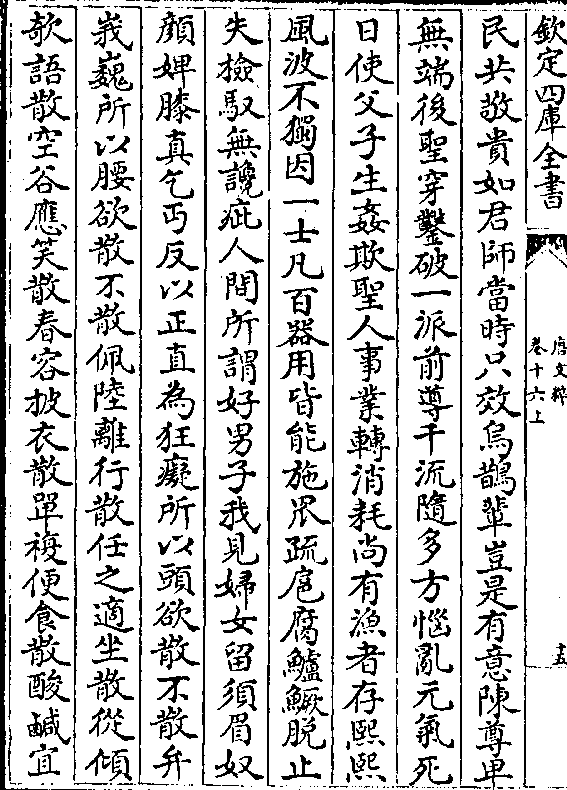 欽定四庫全書
唐文粹
卷十六上
十五
民共敬貴如君師當時只效烏鵲輩豈是有意陳尊卑
無端後聖穿鑿破一派前導千流隨多方惱亂元氣死
日使父子生姦欺聖人事業轉消耗尚有漁者存熙熙
風波不獨因一士凡百器用皆能施罛疏扈腐鱸鱖脫止
失檢馭無讒疵人間所謂好男子我見婦女留須眉奴
顏婢膝真乞丐反以正直為狂癡所以頭欲散不散弁
峩巍所以腰欲散不散佩陸離行散任之適坐散從傾
欹語散空谷應笑散春容披衣散單複便食散酸鹹宜